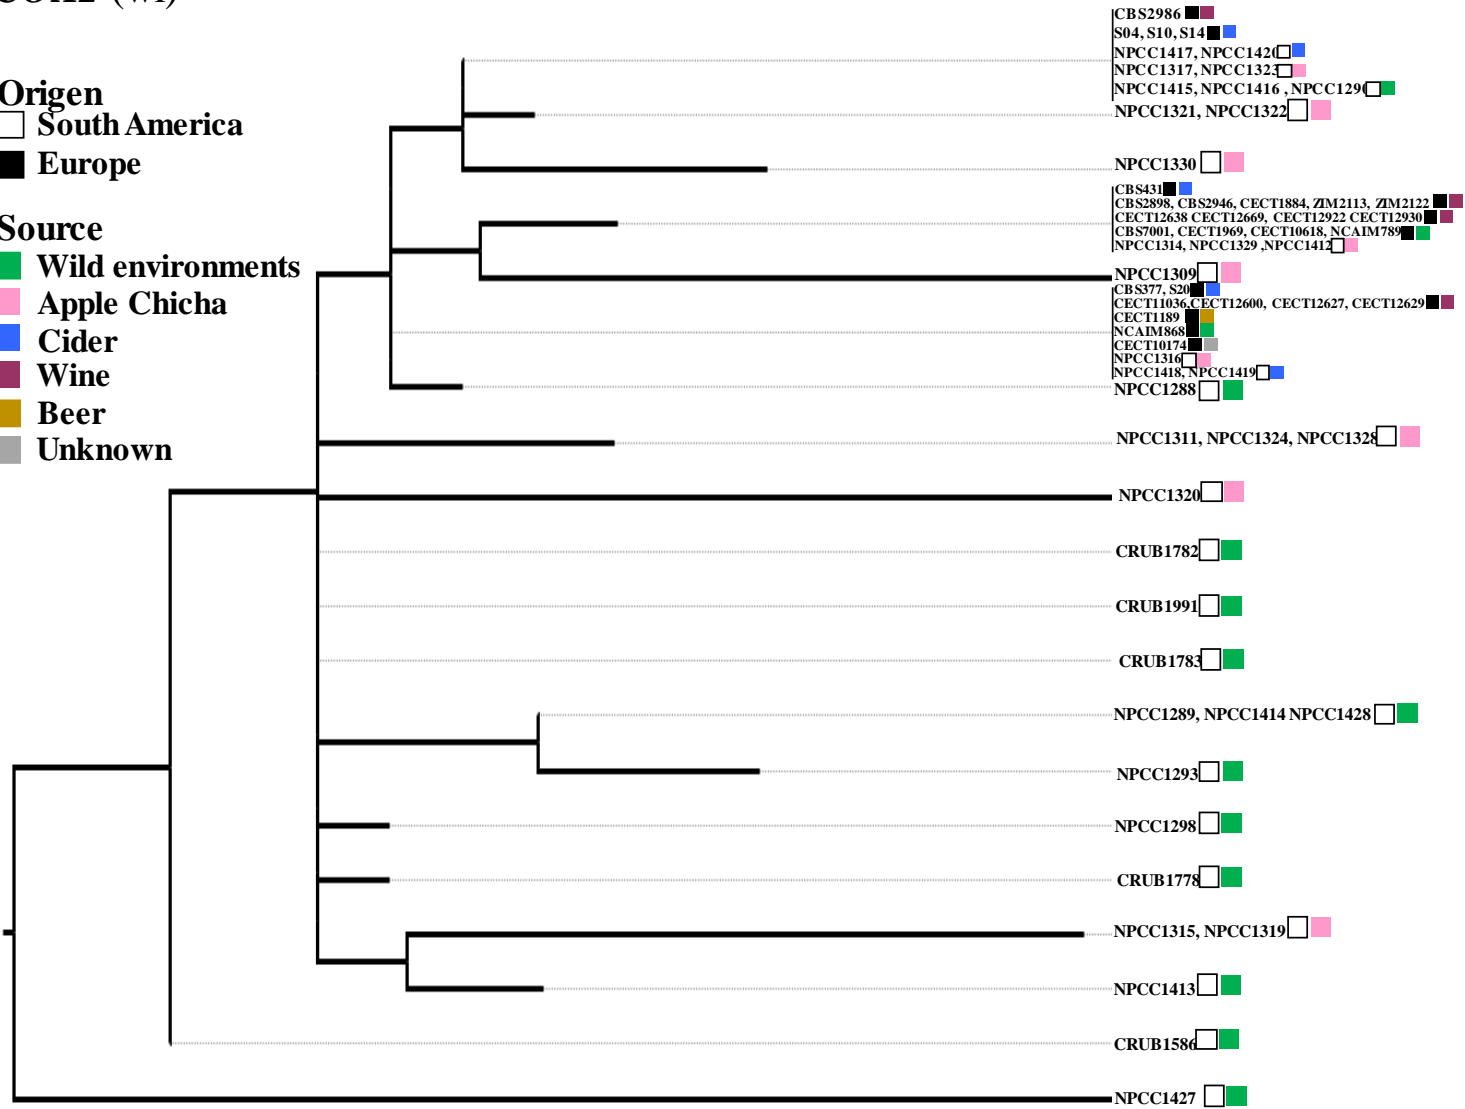 Origen
South America
Europe
Source
Wild environments
Apple Chicha
Cider
Wine
Beer
Unknown
CBS2986
S04, S10, S14
NPCC1417, NPCC1420
NPCC1317, NPCC1323
NPCC1415, NPCC1416 , NPCC1290
NPCC1321, NPCC1322
NPCC1330
CBS431
CBS2898, CBS2946, CECT1884, ZIM2113, ZIM2122
CECT12638 CECT12669, CECT12922 CECT12930
CBS7001, CECT1969, CECT10618, NCAIM789
NPCC1314, NPCC1329 ,NPCC1412
NPCC1309
CBS377, S20
CECT11036,CECT12600, CECT12627, CECT12629
CECT1189
NCAIM868
CECT10174
NPCC1316
NPCC1418, NPCC1419
NPCC1288
NPCC1311, NPCC1324, NPCC1328
NPCC1320
CRUB1782
CRUB1991
CRUB1783
NPCC1289, NPCC1414 NPCC1428
NPCC1293
NPCC1298
CRUB1778
NPCC1315, NPCC1319
NPCC1413
CRUB1586
NPCC1427